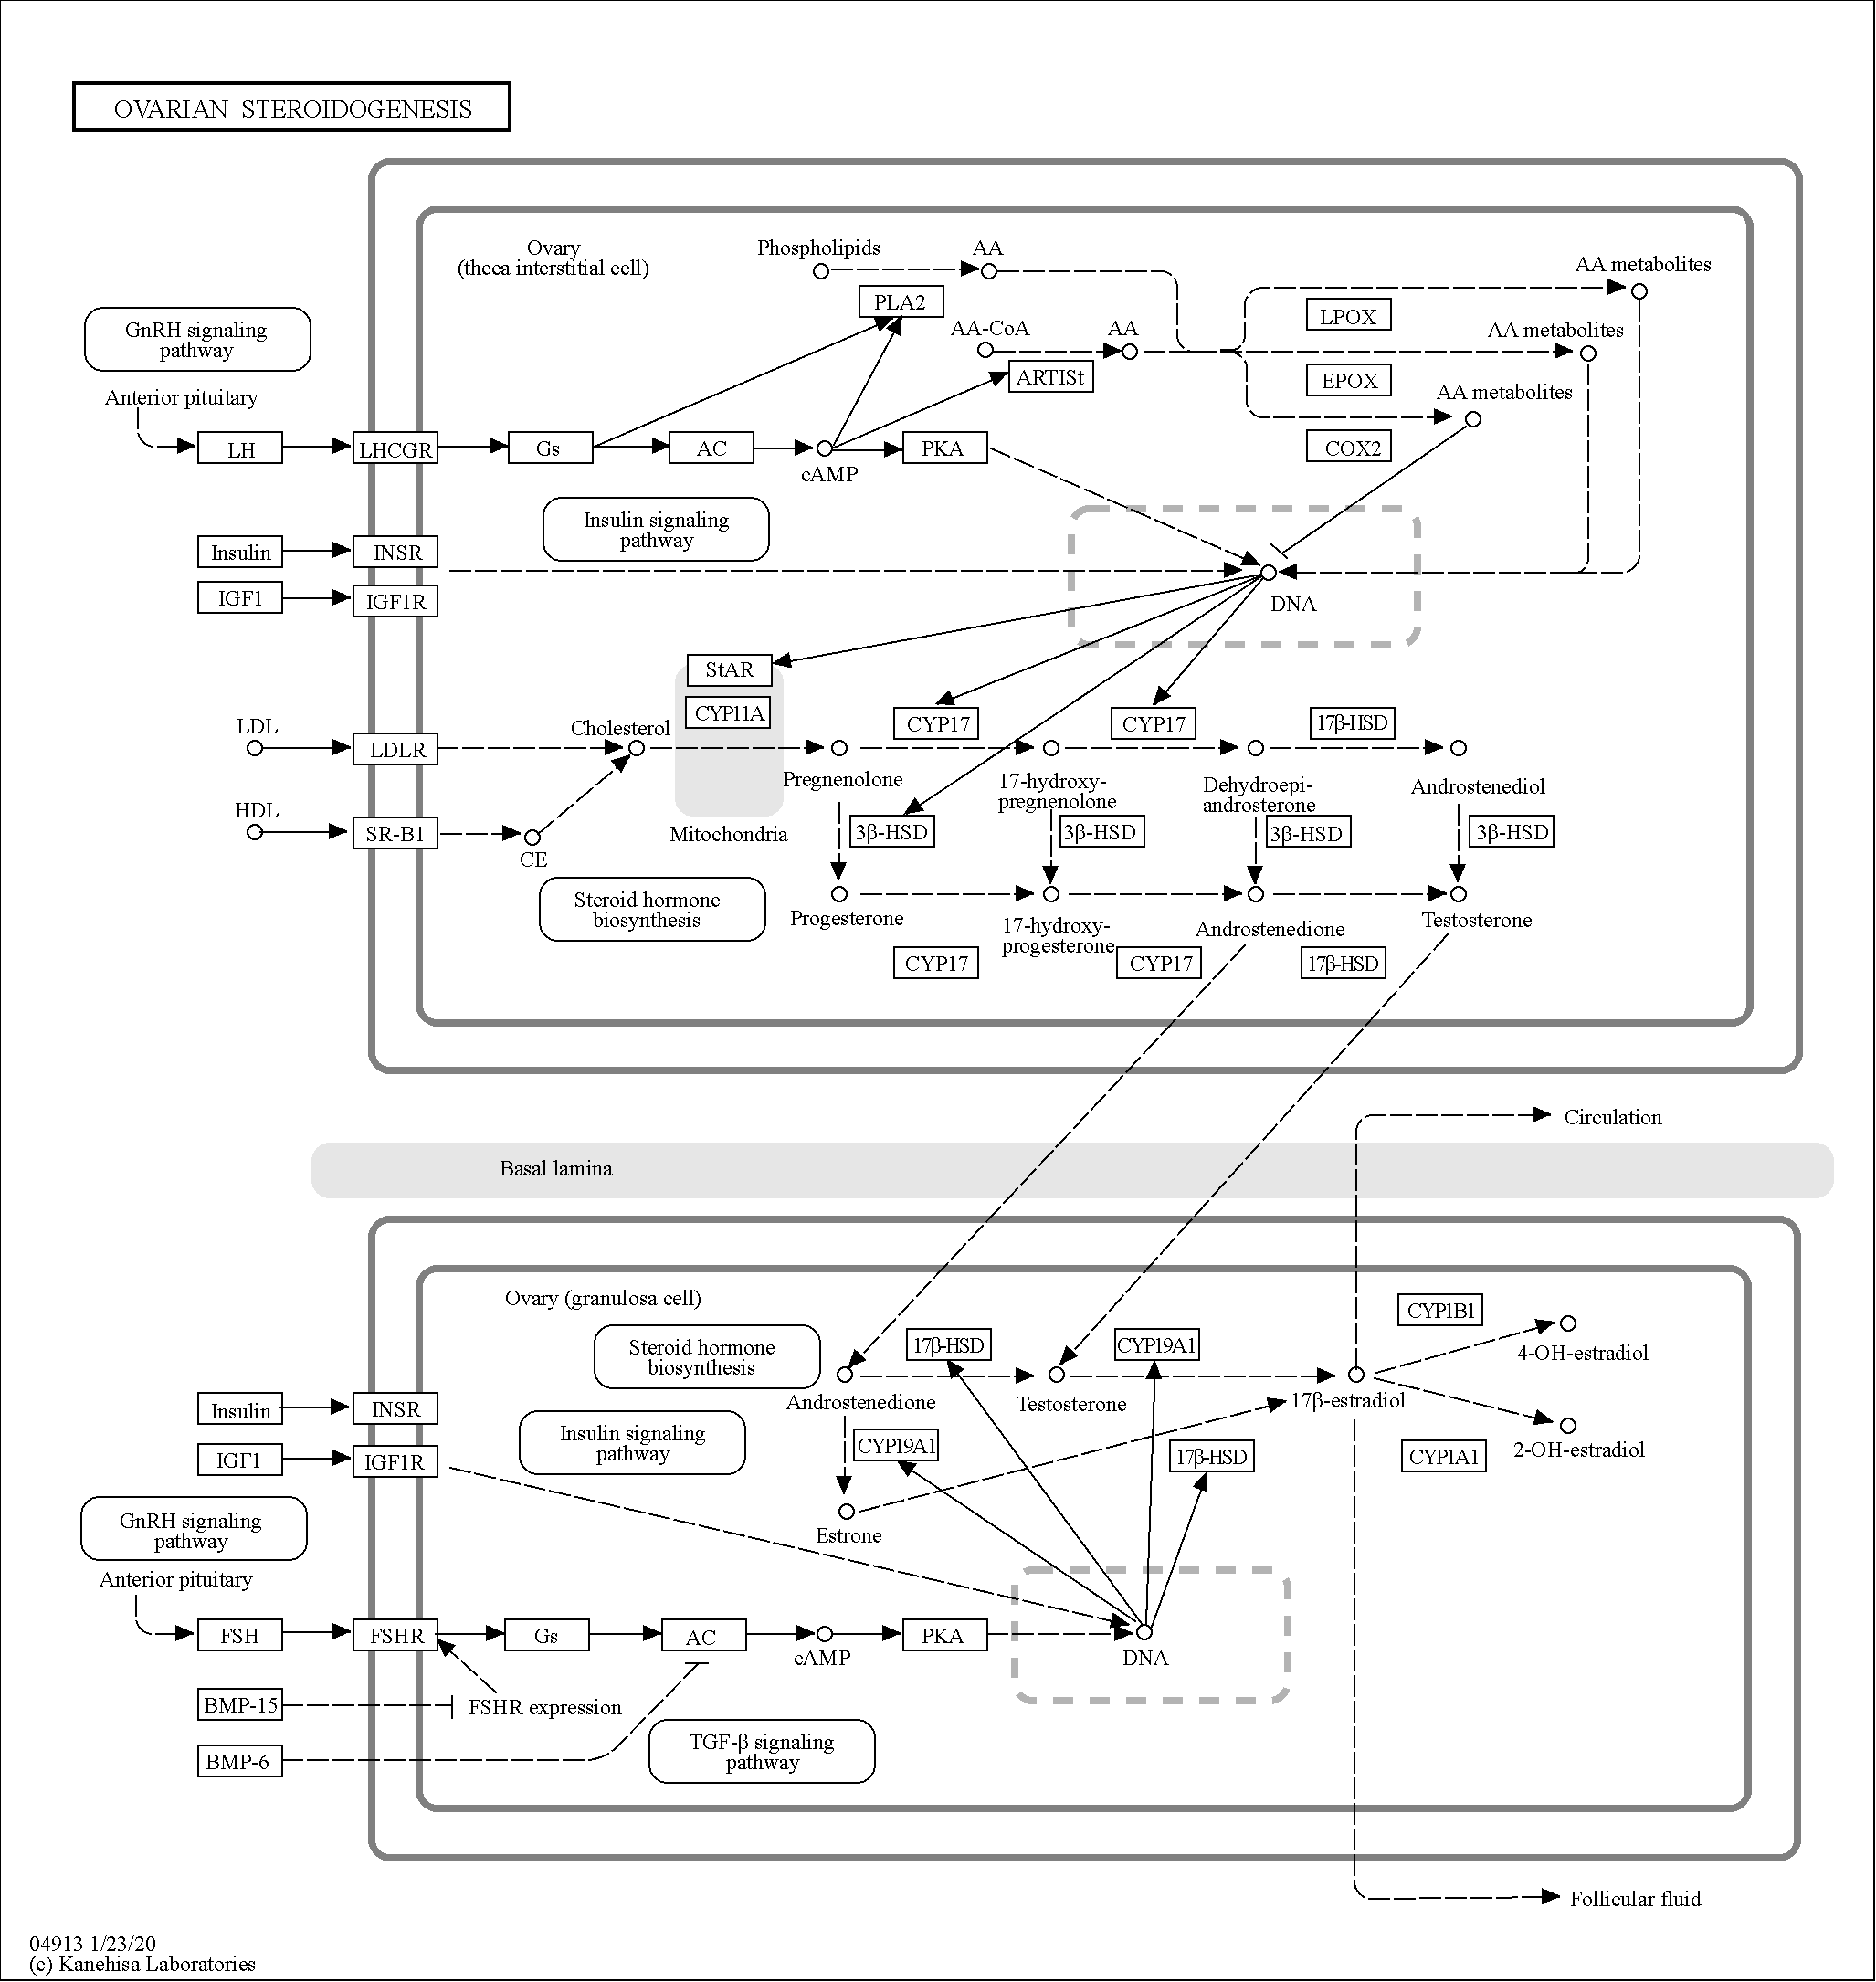 OVARIAN STEROIDOGENESIS
Ovary
(theca interstitial cell)
Phospholipids
AA
AA metabolites
PLA2
LPOX
GnRH signaling
pathway
AA-CoA
AA
AA metabolites
ARTISt
EPOX
Anterior pituitary
AA metabolites
LH
LHCGR
Gs
AC
cAMP
PKA
COX2
Insulin signaling
pathway
Insulin
INSR
IGF1
IGF1R
DNA
StAR
CYP11A
CYP17
CYP17
17β-HSD
LDL
LDLR
Cholesterol
Pregnenolone
17-hydroxy-
pregnenolone
Dehydroepi-
androsterone
Androstenediol
HDL
SR-B1
CE
Mitochondria
3β-HSD
3β-HSD
3β-HSD
3β-HSD
Steroid hormone
biosynthesis
Progesterone
17-hydroxy-
progesterone
Androstenedione
Testosterone
CYP17
CYP17
17β-HSD
Circulation
Basal lamina
Ovary (granulosa cell)
Steroid hormone
biosynthesis
17β-HSD
CYP19A1
CYP1B1
4-OH-estradiol
Androstenedione
Testosterone
17β-estradiol
Insulin
INSR
Insulin signaling
pathway
CYP19A1
17β-HSD
CYP1A1
2-OH-estradiol
IGF1
IGF1R
GnRH signaling
pathway
Estrone
Anterior pituitary
FSH
FSHR
Gs
AC
cAMP
PKA
DNA
BMP-15
FSHR expression
BMP-6
TGF-β signaling
pathway
Follicular fluid
04913 1/23/20
(c) Kanehisa Laboratories